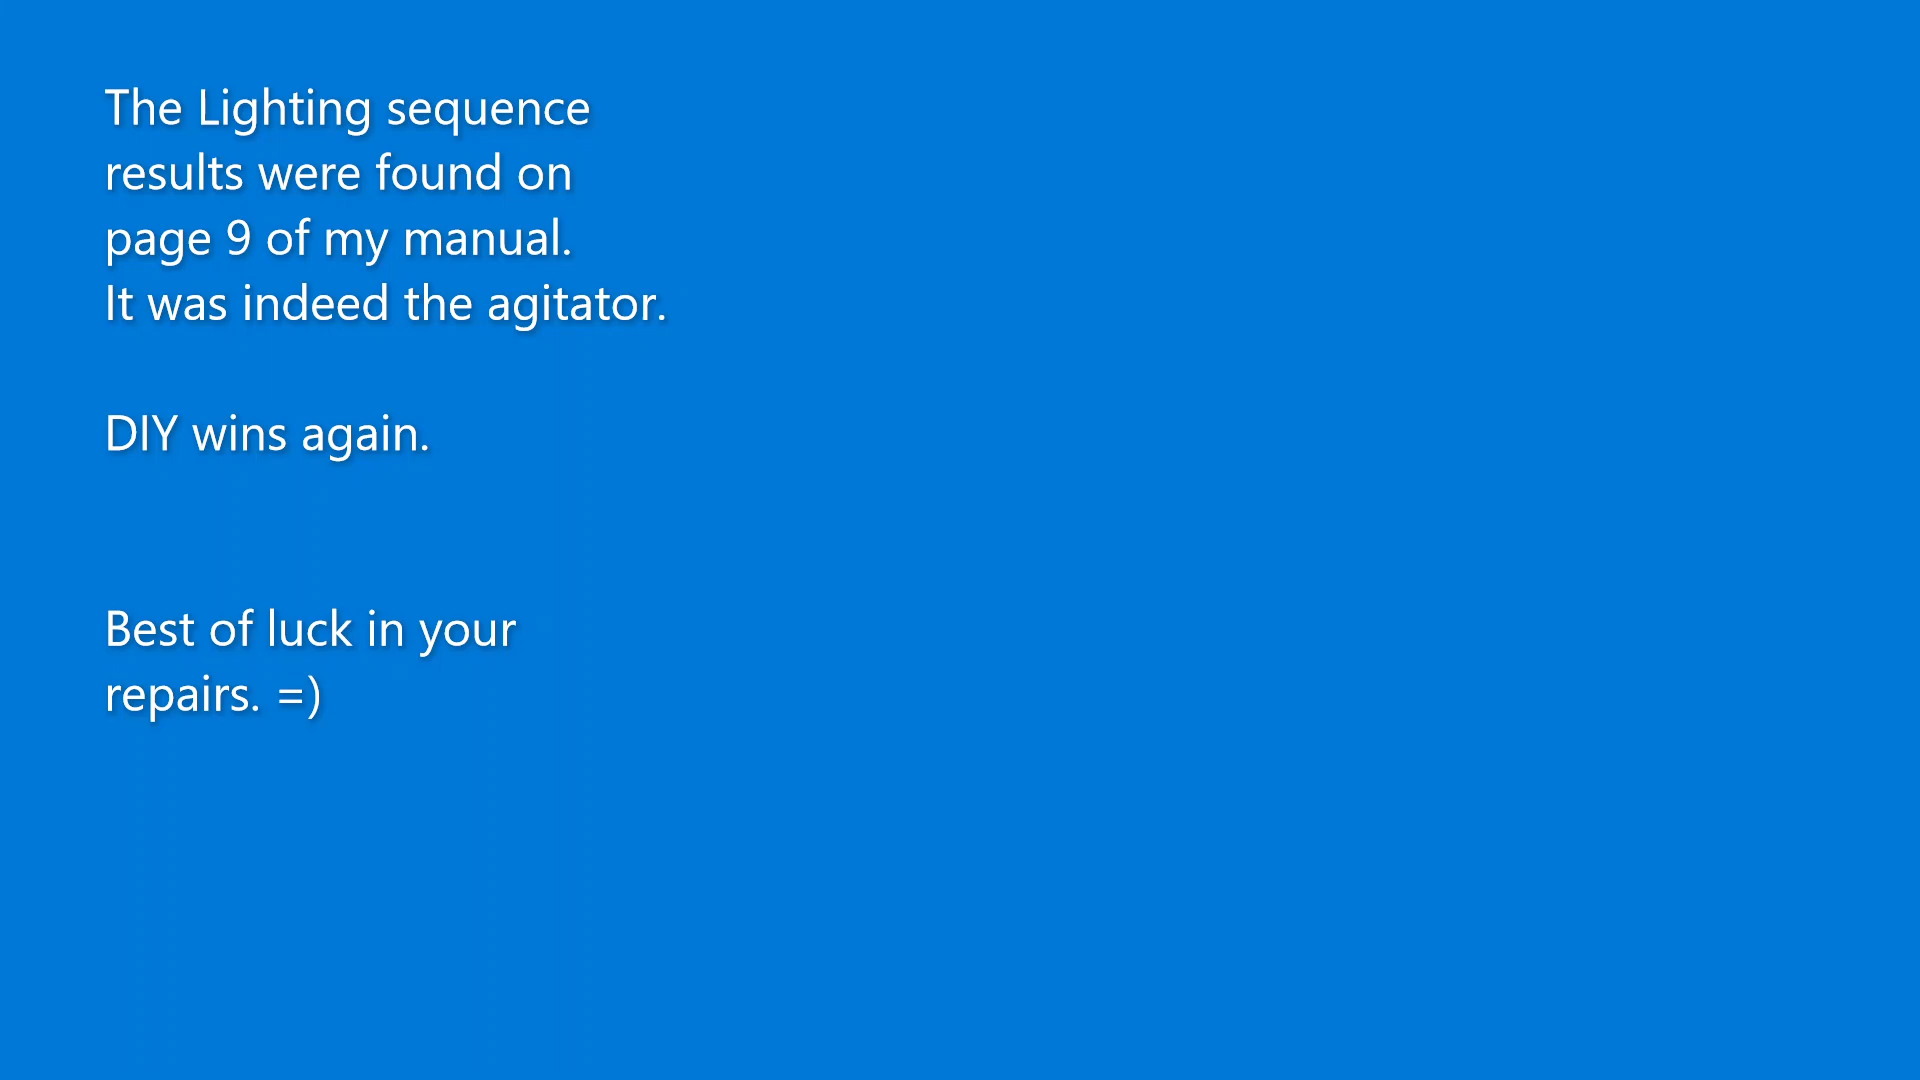 The Lighting sequence
results were found on
page 9 of my manual.
It was indeed the agitator.
DIY wins again.
Best of luck in your
repairs. =)